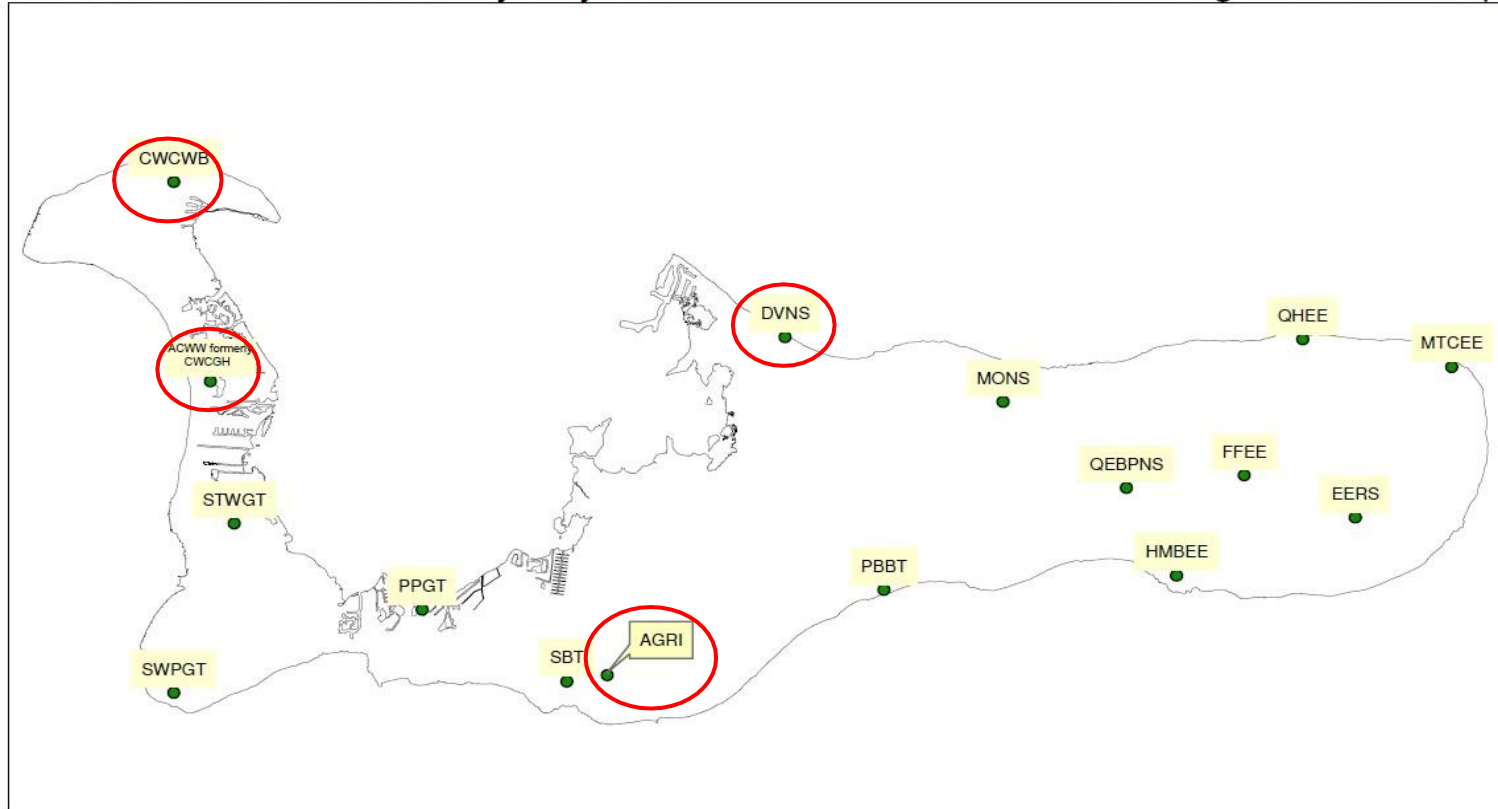 CWCWB
DVNS
QHEE
ACWW formerly
CWCGH
MTCEE
MONS
QEBPNS
FFEE
STWGT
EERS
PPGT
PBBT
HMBEE
SBT
AGRI
SWPGT